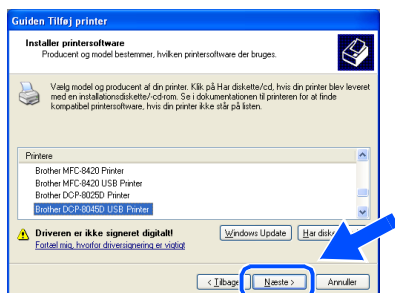 Guiden Tilføj printer
Installer printersoftware
Producent og model bestemmer, hvilken printersoftware der bruges.
Vælg model og producent af din printer. Klik på Har diskette/cd, hvis din printer blev leveret
med en installationsdiskette/-cd-rom. Se i dokumentationen til printeren for at finde
kompatibel printersoftware, hvis din printer ikke står på listen.
Printere
Brother MFC-8420 Printer
Brother MFC-8420 USB Printer
Brother DCP-8025D Printer
Brother DCP-8045D USB Printer
Driveren er ikke signeret digitalt!
Fortæl mig, hvorfor driversignering er vigtigt
Windows Update
Har disk
< Tilbage
Næste >
Annuller